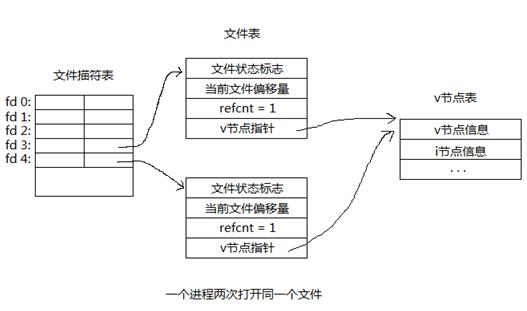 文件表
文件描符表
fd 0:
fd 1:
fd 2:
fd 3:
fd 4:
文件状态标志
当前文件偏移量
refcnt = 1
v节点指针
v节点表
v节点信息
i节点信息
...
文件状态标志
当前文件偏移量
refcnt = 1
v节点指针
一个进程两次打开同一个文件